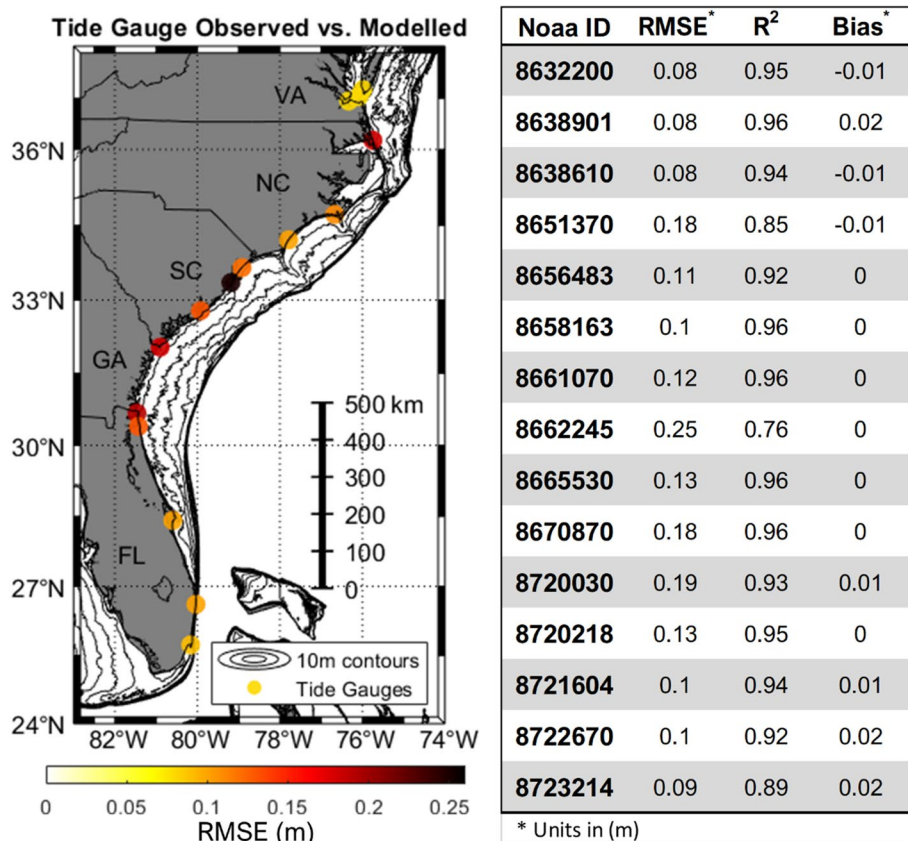 Tide Gauge Observed vs. Modelled
VA
36°N
NC
SC
33°N
GA
500 km
400
30°N
300
200
FL
100
27°N
0
10m contours
Tide Gauges
24°N
82°W 80°W 78°W 76°W 74°W
0 0.05 0.1 0.15 0.2 0.25
RMSE (m)
Noaa ID RMSE* R² Bias*
8632200 0.08 0.95 -0.01
8638901 0.08 0.96 0.02
8638610 0.08 0.94 -0.01
8651370 0.18 0.85 -0.01
8656483 0.11 0.92 0
8658163 0.1 0.96 0
8661070 0.12 0.96 0
8662245 0.25 0.76 0
8665530 0.13 0.96 0
8670870 0.18 0.96 0
8720030 0.19 0.93 0.01
8720218 0.13 0.95 0
8721604 0.1 0.94 0.01
8722670 0.1 0.92 0.02
8723214 0.09 0.89 0.02
* Units in (m)